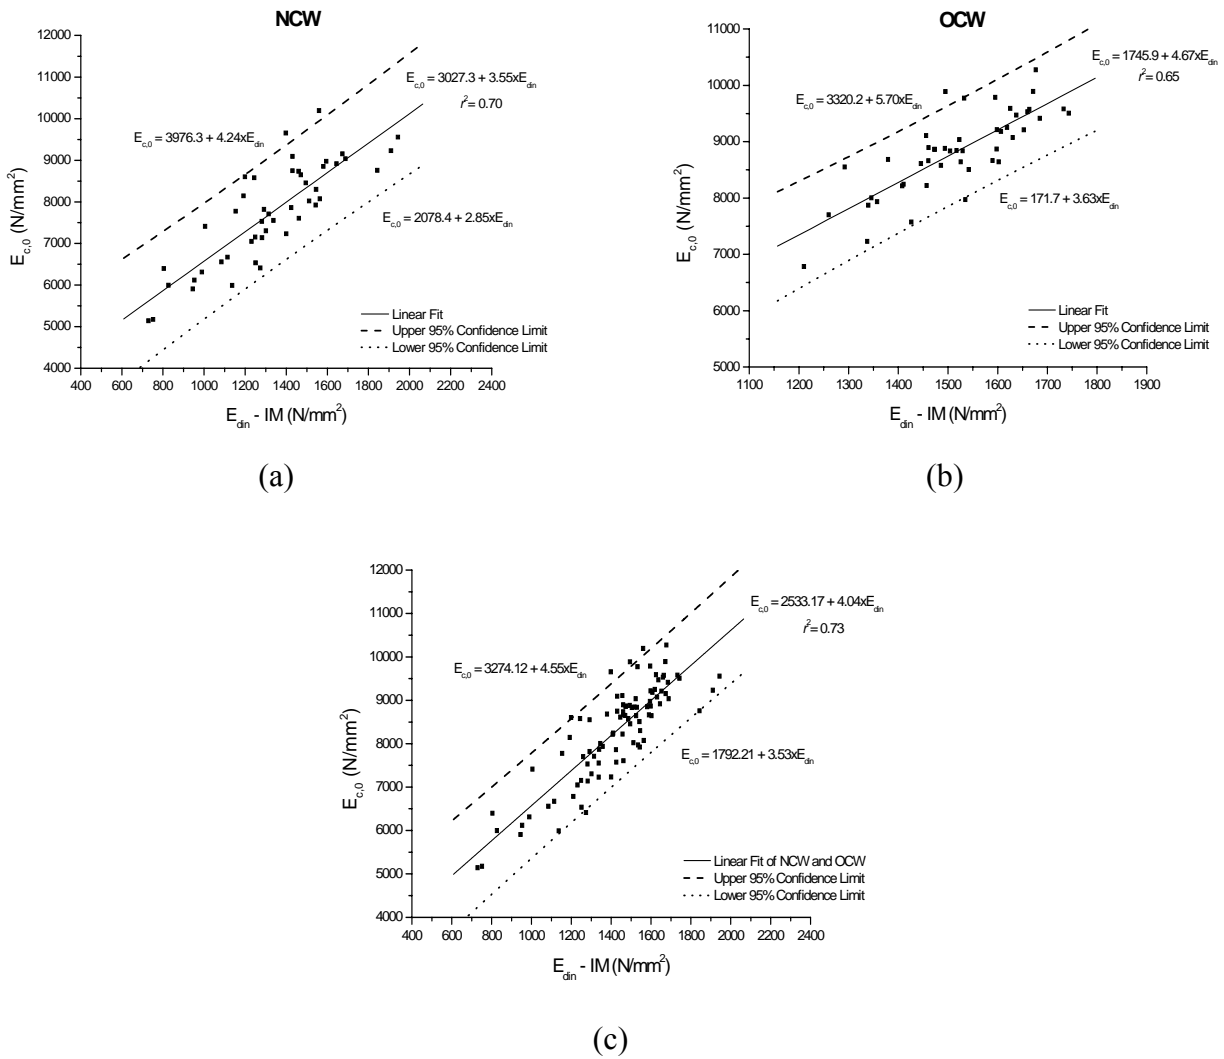 NCW
12000
11000
10000
9000
8000
7000
6000
5000
4000
E_c,0 (N/mm²)
E_c,0 = 3027.3 + 3.55xE_din
r² = 0.70
E_c,0 = 3976.3 + 4.24xE_din
E_c,0 = 2078.4 + 2.85xE_din
Linear Fit
Upper 95% Confidence Limit
Lower 95% Confidence Limit
400 600 800 1000 1200 1400 1600 1800 2000 2200 2400
E_din - IM (N/mm²)
(a)
OCW
11000
10000
9000
8000
7000
6000
5000
E_c,0 (N/mm²)
E_c,0 = 1745.9 + 4.67xE_din
r² = 0.65
E_c,0 = 3320.2 + 5.70xE_din
E_c,0 = 171.7 + 3.63xE_din
Linear Fit
Upper 95% Confidence Limit
Lower 95% Confidence Limit
1100 1200 1300 1400 1500 1600 1700 1800 1900
E_din - IM (N/mm²)
(b)
12000
11000
10000
9000
8000
7000
6000
5000
4000
E_c,0 (N/mm²)
E_c,0 = 2533.17 + 4.04xE_din
r² = 0.73
E_c,0 = 3274.12 + 4.55xE_din
E_c,0 = 1792.21 + 3.53xE_din
Linear Fit of NCW and OCW
Upper 95% Confidence Limit
Lower 95% Confidence Limit
400 600 800 1000 1200 1400 1600 1800 2000 2200 2400
E_din - IM (N/mm²)
(c)